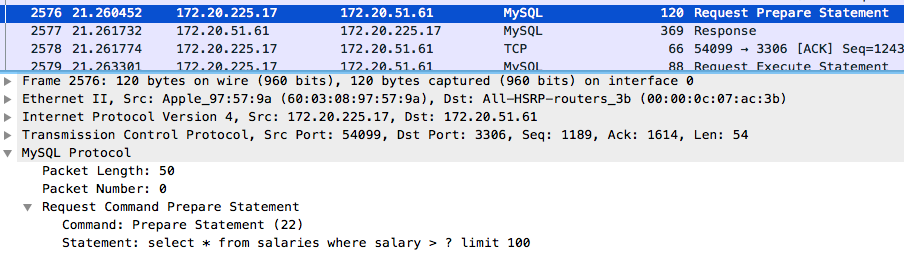 2576 21.260452 172.20.225.17 172.20.51.61 MySQL 120 Request Prepare Statement
2577 21.261732 172.20.51.61 172.20.225.17 MySQL 369 Response
2578 21.261774 172.20.225.17 172.20.51.61 TCP 66 54099 → 3306 [ACK] Seq=1243
2579 21.263301 172.20.225.17 172.20.51.61 MySQL 88 Request Execute Statement
Frame 2576: 120 bytes on wire (960 bits), 120 bytes captured (960 bits) on interface 0
Ethernet II, Src: Apple_97:57:9a (60:03:08:97:57:9a), Dst: All-HSRP-routers_3b (00:00:0c:07:ac:3b)
Internet Protocol Version 4, Src: 172.20.225.17, Dst: 172.20.51.61
Transmission Control Protocol, Src Port: 54099, Dst Port: 3306, Seq: 1189, Ack: 1614, Len: 54
MySQL Protocol
Packet Length: 50
Packet Number: 0
Request Command Prepare Statement
Command: Prepare Statement (22)
Statement: select * from salaries where salary > ? limit 100